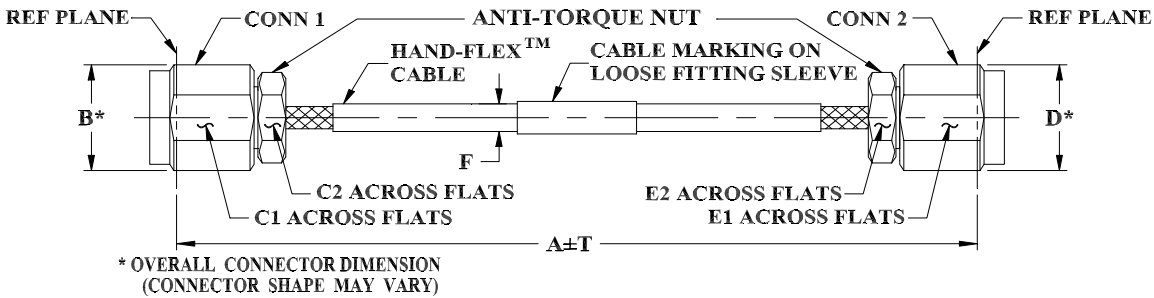 REF PLANE
CONN 1
ANTI-TORQUE NUT
CONN 2
REF PLANE
HAND-FLEX™
CABLE
CABLE MARKING ON
LOOSE FITTING SLEEVE
B*
D*
F
C2 ACROSS FLATS
E2 ACROSS FLATS
C1 ACROSS FLATS
E1 ACROSS FLATS
A±T
* OVERALL CONNECTOR DIMENSION
(CONNECTOR SHAPE MAY VARY)